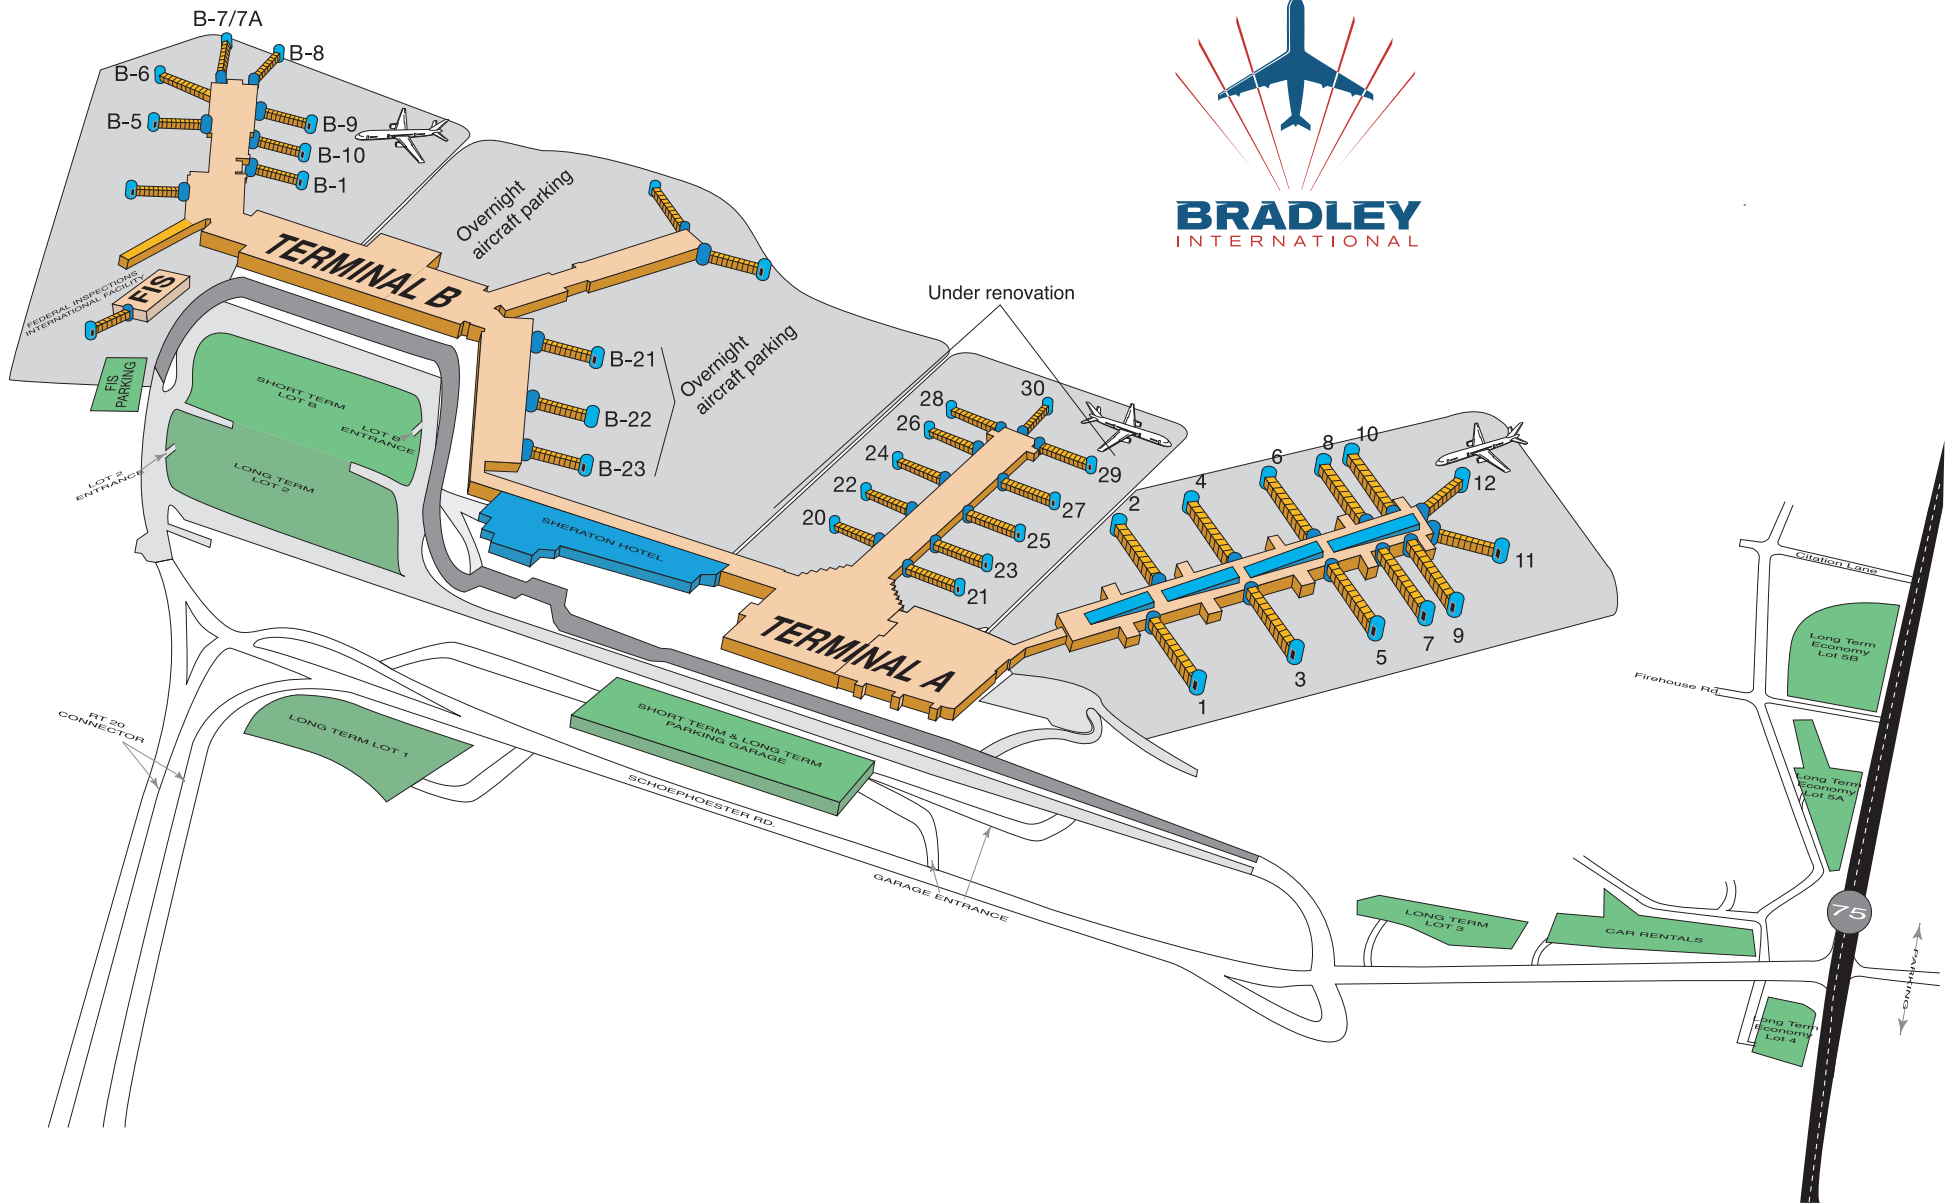 B-7/7A
B-8
B-6
B-5
B-9
B-10
B-1
Overnight
aircraft parking
BRADLEY
INTERNATIONAL
TERMINAL B
FEDERAL INSPECTIONS
INTERNATIONAL FACILITY
FIS
FIS
PARKING
Under renovation
Overnight
aircraft parking
B-21
B-22
B-23
SHORT TERM
LOT B
LOT B
ENTRANCE
LOT 2
ENTRANCE
LONG TERM
LOT 2
SHERATON HOTEL
30
28
26
24
22
20
29
27
25
23
21
2
4
6
8
10
12
11
9
7
5
3
1
TERMINAL A
Citation Lane
Long Term
Economy
Lot 5B
Firehouse Rd
Long Term
Economy
Lot 5A
RT 20
CONNECTOR
LONG TERM LOT 1
SHORT TERM & LONG TERM
PARKING GARAGE
SCHOEPHOESTER RD.
GARAGE ENTRANCE
LONG TERM
LOT 3
CAR RENTALS
75
PARKING
Long Term
Economy
Lot 4